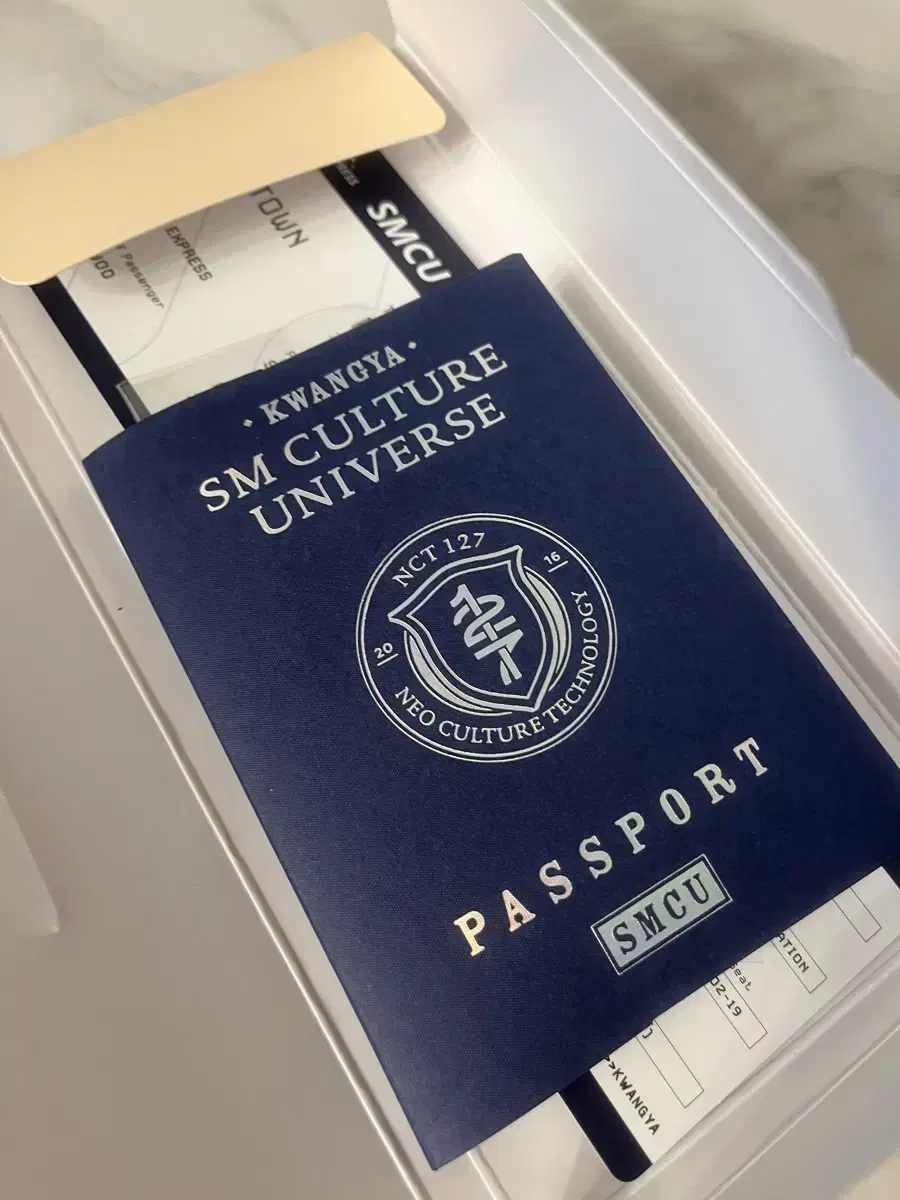 SMCU
TOWN
EXPRESS
Passenger
WOO
• KWANGYA •
SM CULTURE
UNIVERSE
NCT 127
20
16
NEO CULTURE TECHNOLOGY
PASSPORT
SMCU
ATION
Seat
02-19
>>KWANGYA